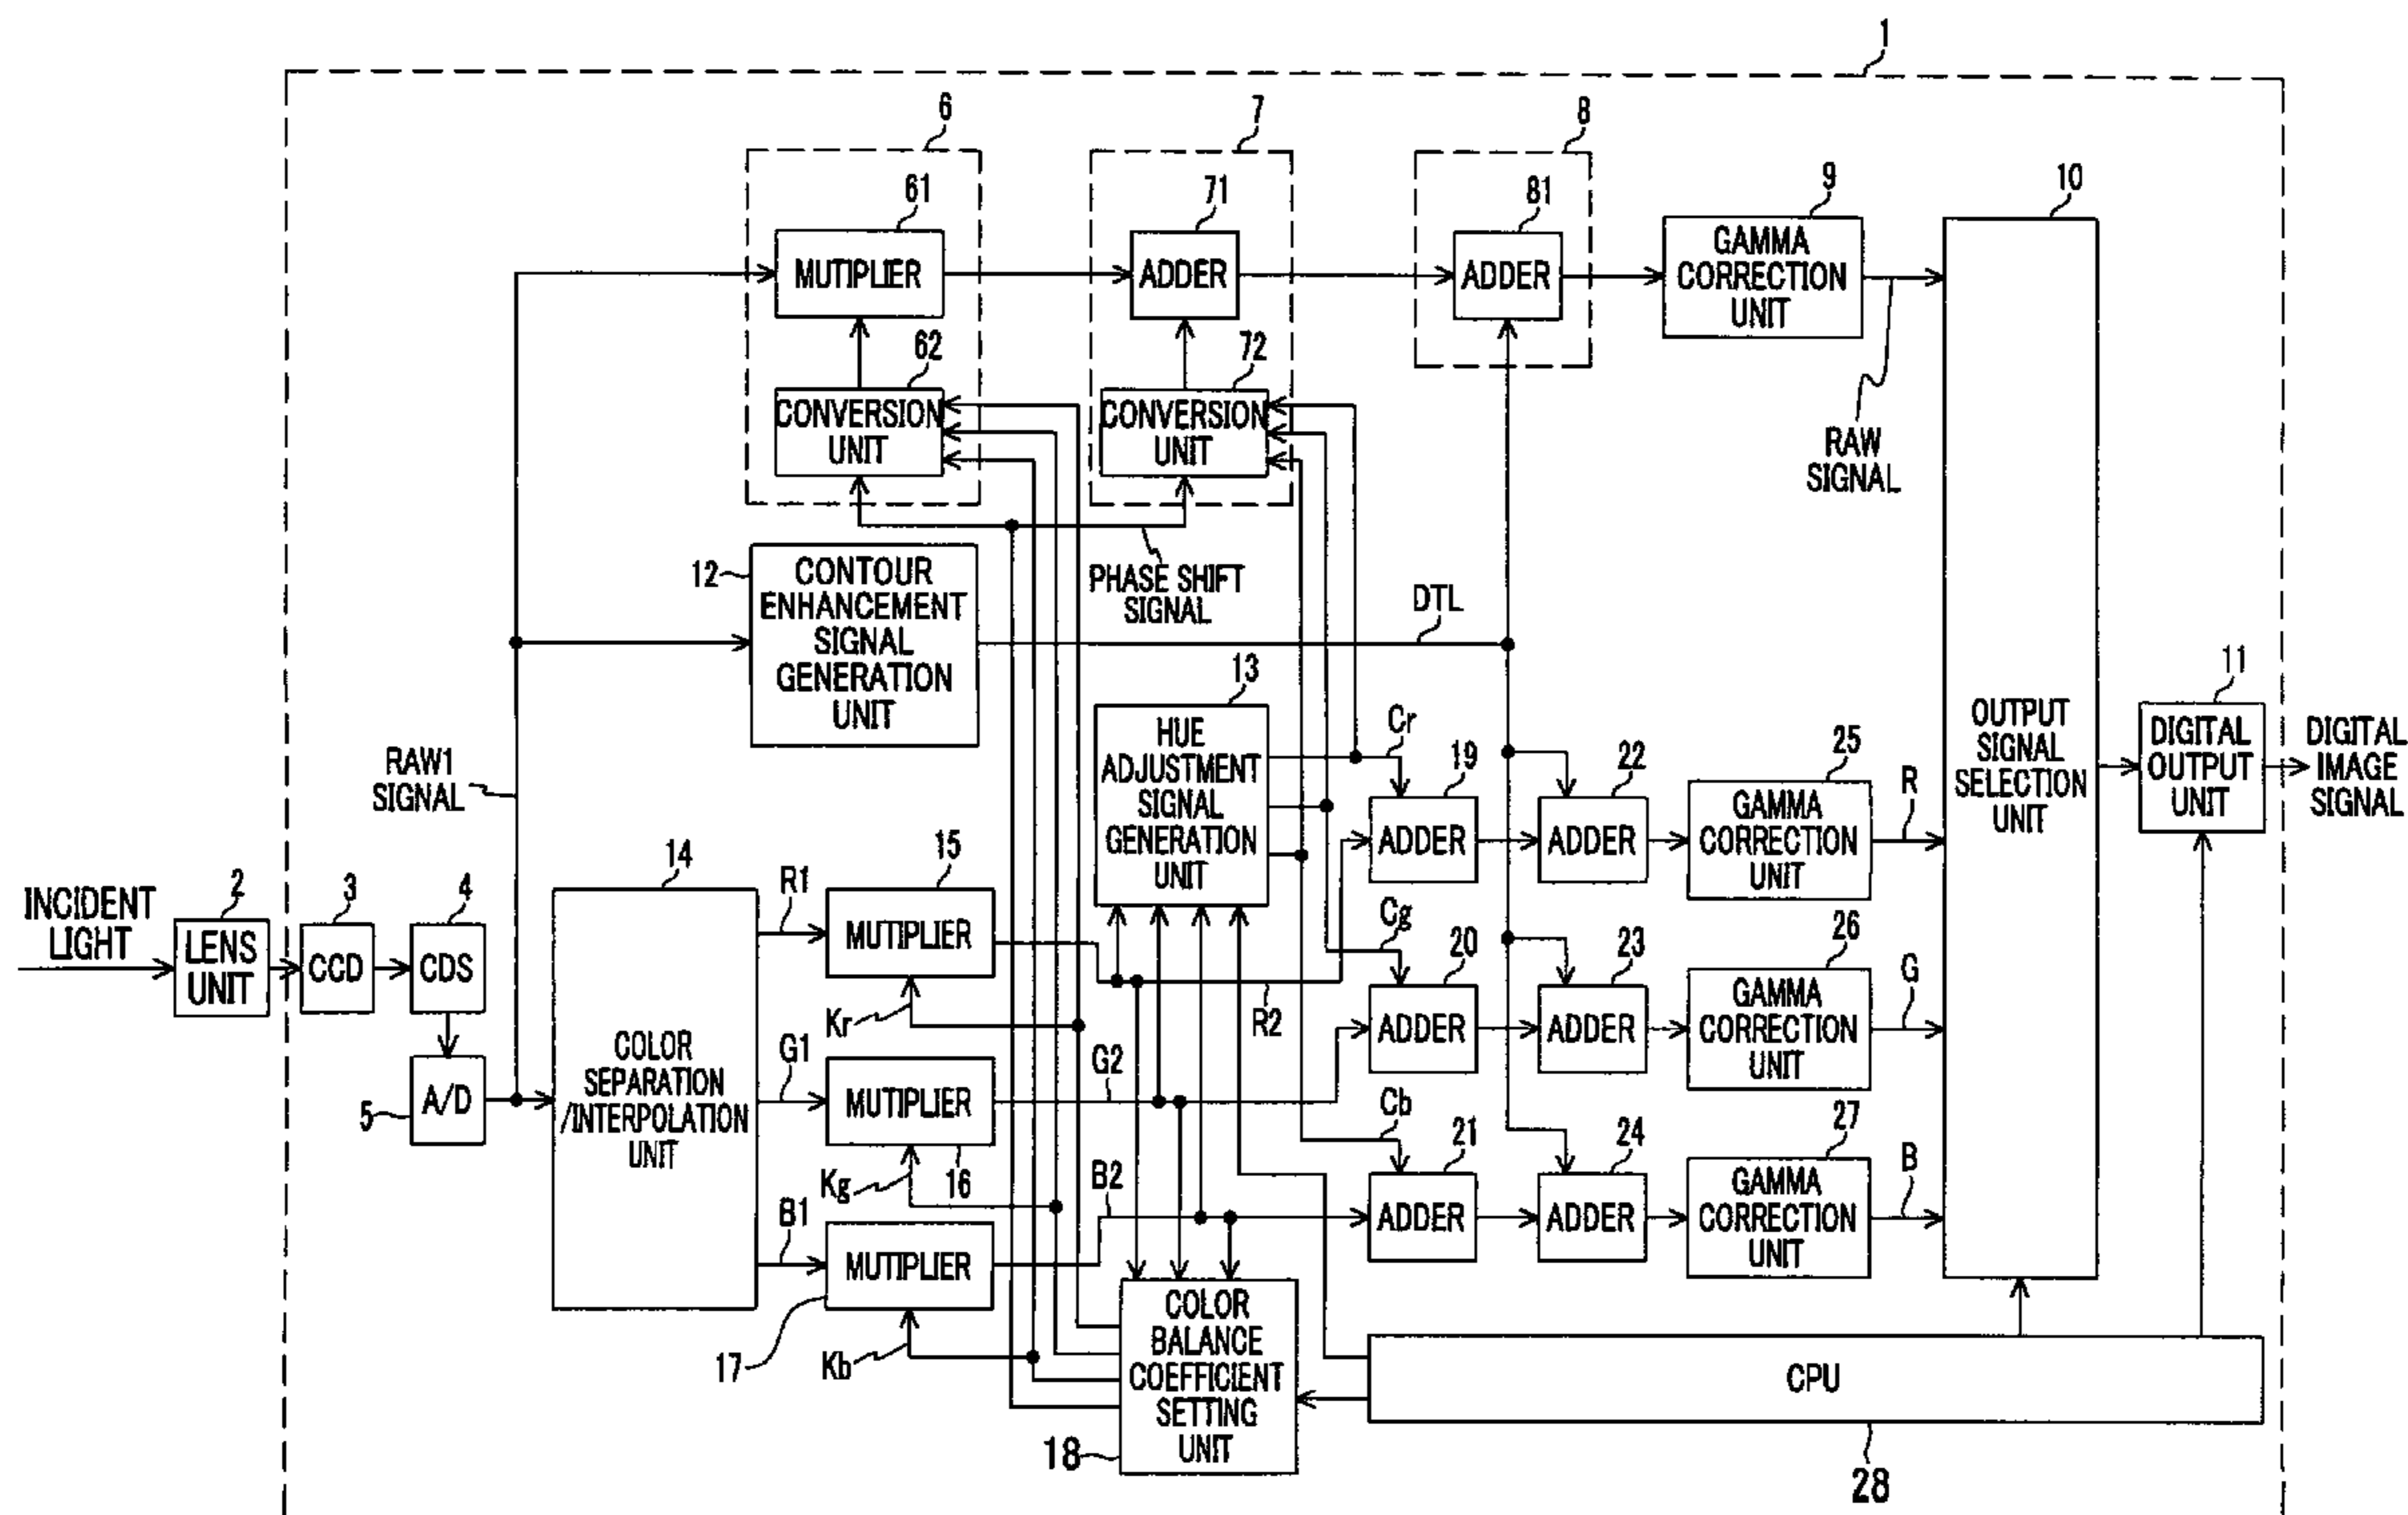 1
6
7
8
61
71
81
9
10
MUTIPLIER
ADDER
ADDER
GAMMA
CORRECTION
UNIT
62
72
CONVERSION
UNIT
CONVERSION
UNIT
RAW
SIGNAL
12
CONTOUR
ENHANCEMENT
SIGNAL
GENERATION
UNIT
PHASE SHIFT
SIGNAL
DTL
13
11
HUE
ADJUSTMENT
SIGNAL
GENERATION
UNIT
Cr
19
22
25
R
OUTPUT
SIGNAL
SELECTION
UNIT
DIGITAL
OUTPUT
UNIT
DIGITAL
IMAGE
SIGNAL
RAW1
SIGNAL
ADDER
ADDER
GAMMA
CORRECTION
UNIT
INCIDENT
LIGHT
2
LENS
UNIT
3
CCD
4
CDS
14
R1
15
MUTIPLIER
Cg
20
23
26
G
Kr
R2
ADDER
ADDER
GAMMA
CORRECTION
UNIT
5
A/D
COLOR
SEPARATION
/INTERPOLATION
UNIT
G1
MUTIPLIER
G2
Cb
21
24
27
B
Kg
16
B2
ADDER
ADDER
GAMMA
CORRECTION
UNIT
B1
MUTIPLIER
17
Kb
COLOR
BALANCE
COEFFICIENT
SETTING
UNIT
18
CPU
28